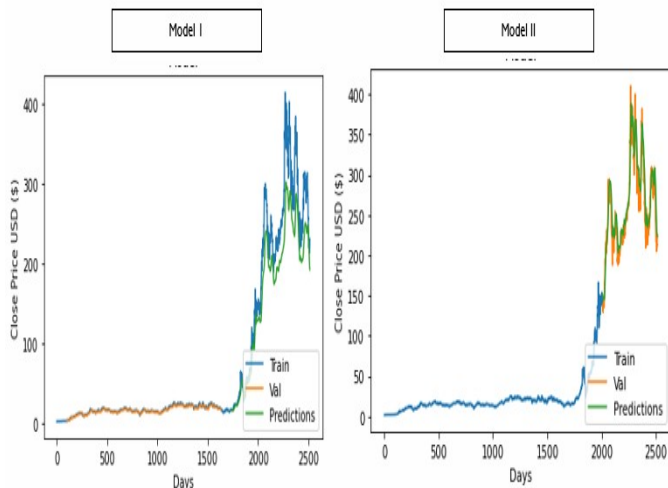 Model I
Model II
Close Price USD ($)
400
300
200
100
0
0
500
1000
1500
2000
2500
Days
Train
Val
Predictions
Close Price USD ($)
400
350
300
250
200
150
100
50
0
0
500
1000
1500
2000
2500
Days
Train
Val
Predictions